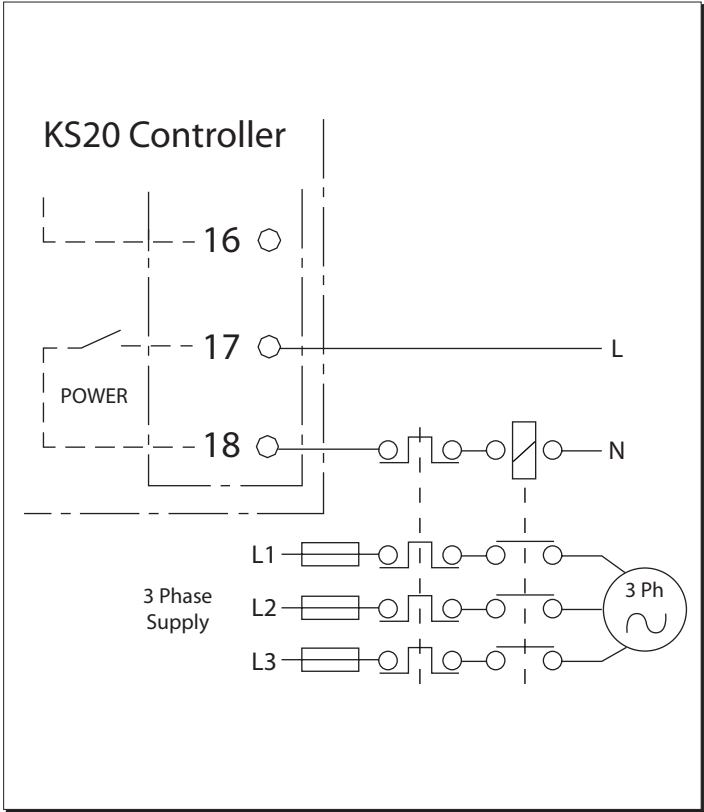 KS20 Controller
16
17
L
POWER
18
N
L1
3 Ph
3 Phase
Supply
L2
L3